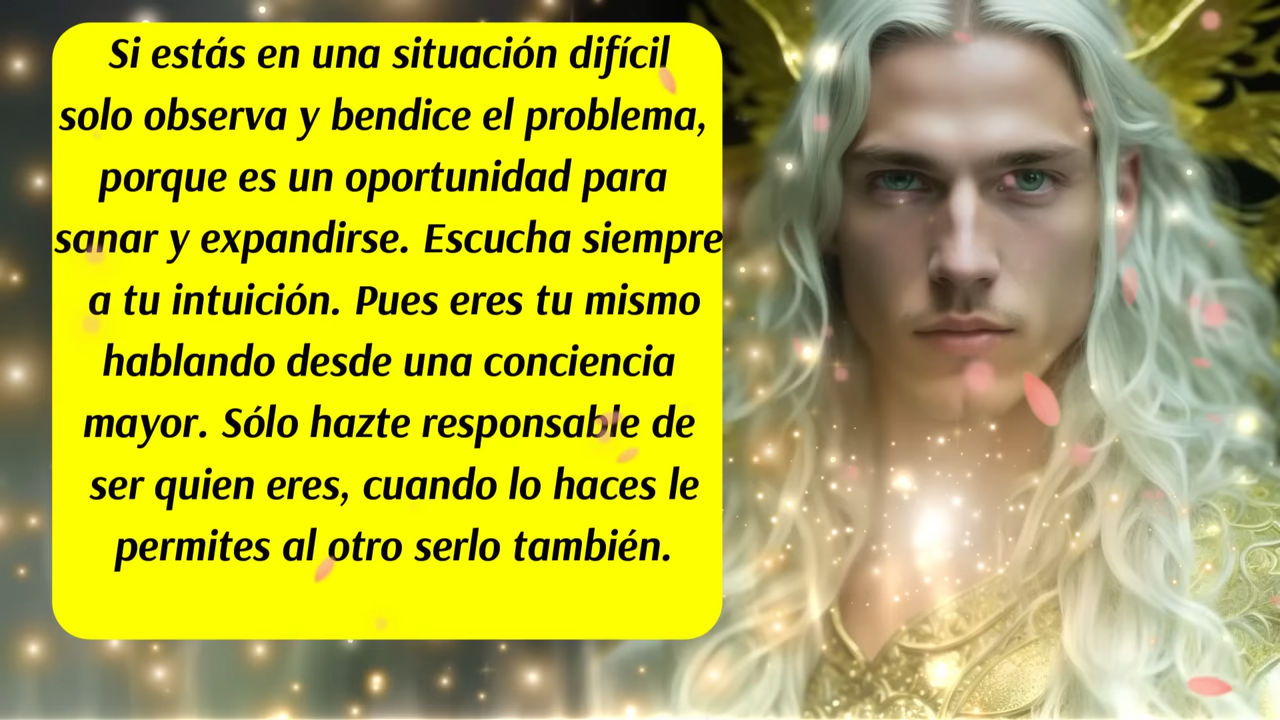 Si estás en una situación difícil
solo observa y bendice el problema,
porque es un oportunidad para
sanar y expandirse. Escucha siempre
a tu intuición. Pues eres tu mismo
hablando desde una conciencia
mayor. Sólo hazte responsable de
ser quien eres, cuando lo haces le
permites al otro serlo también.